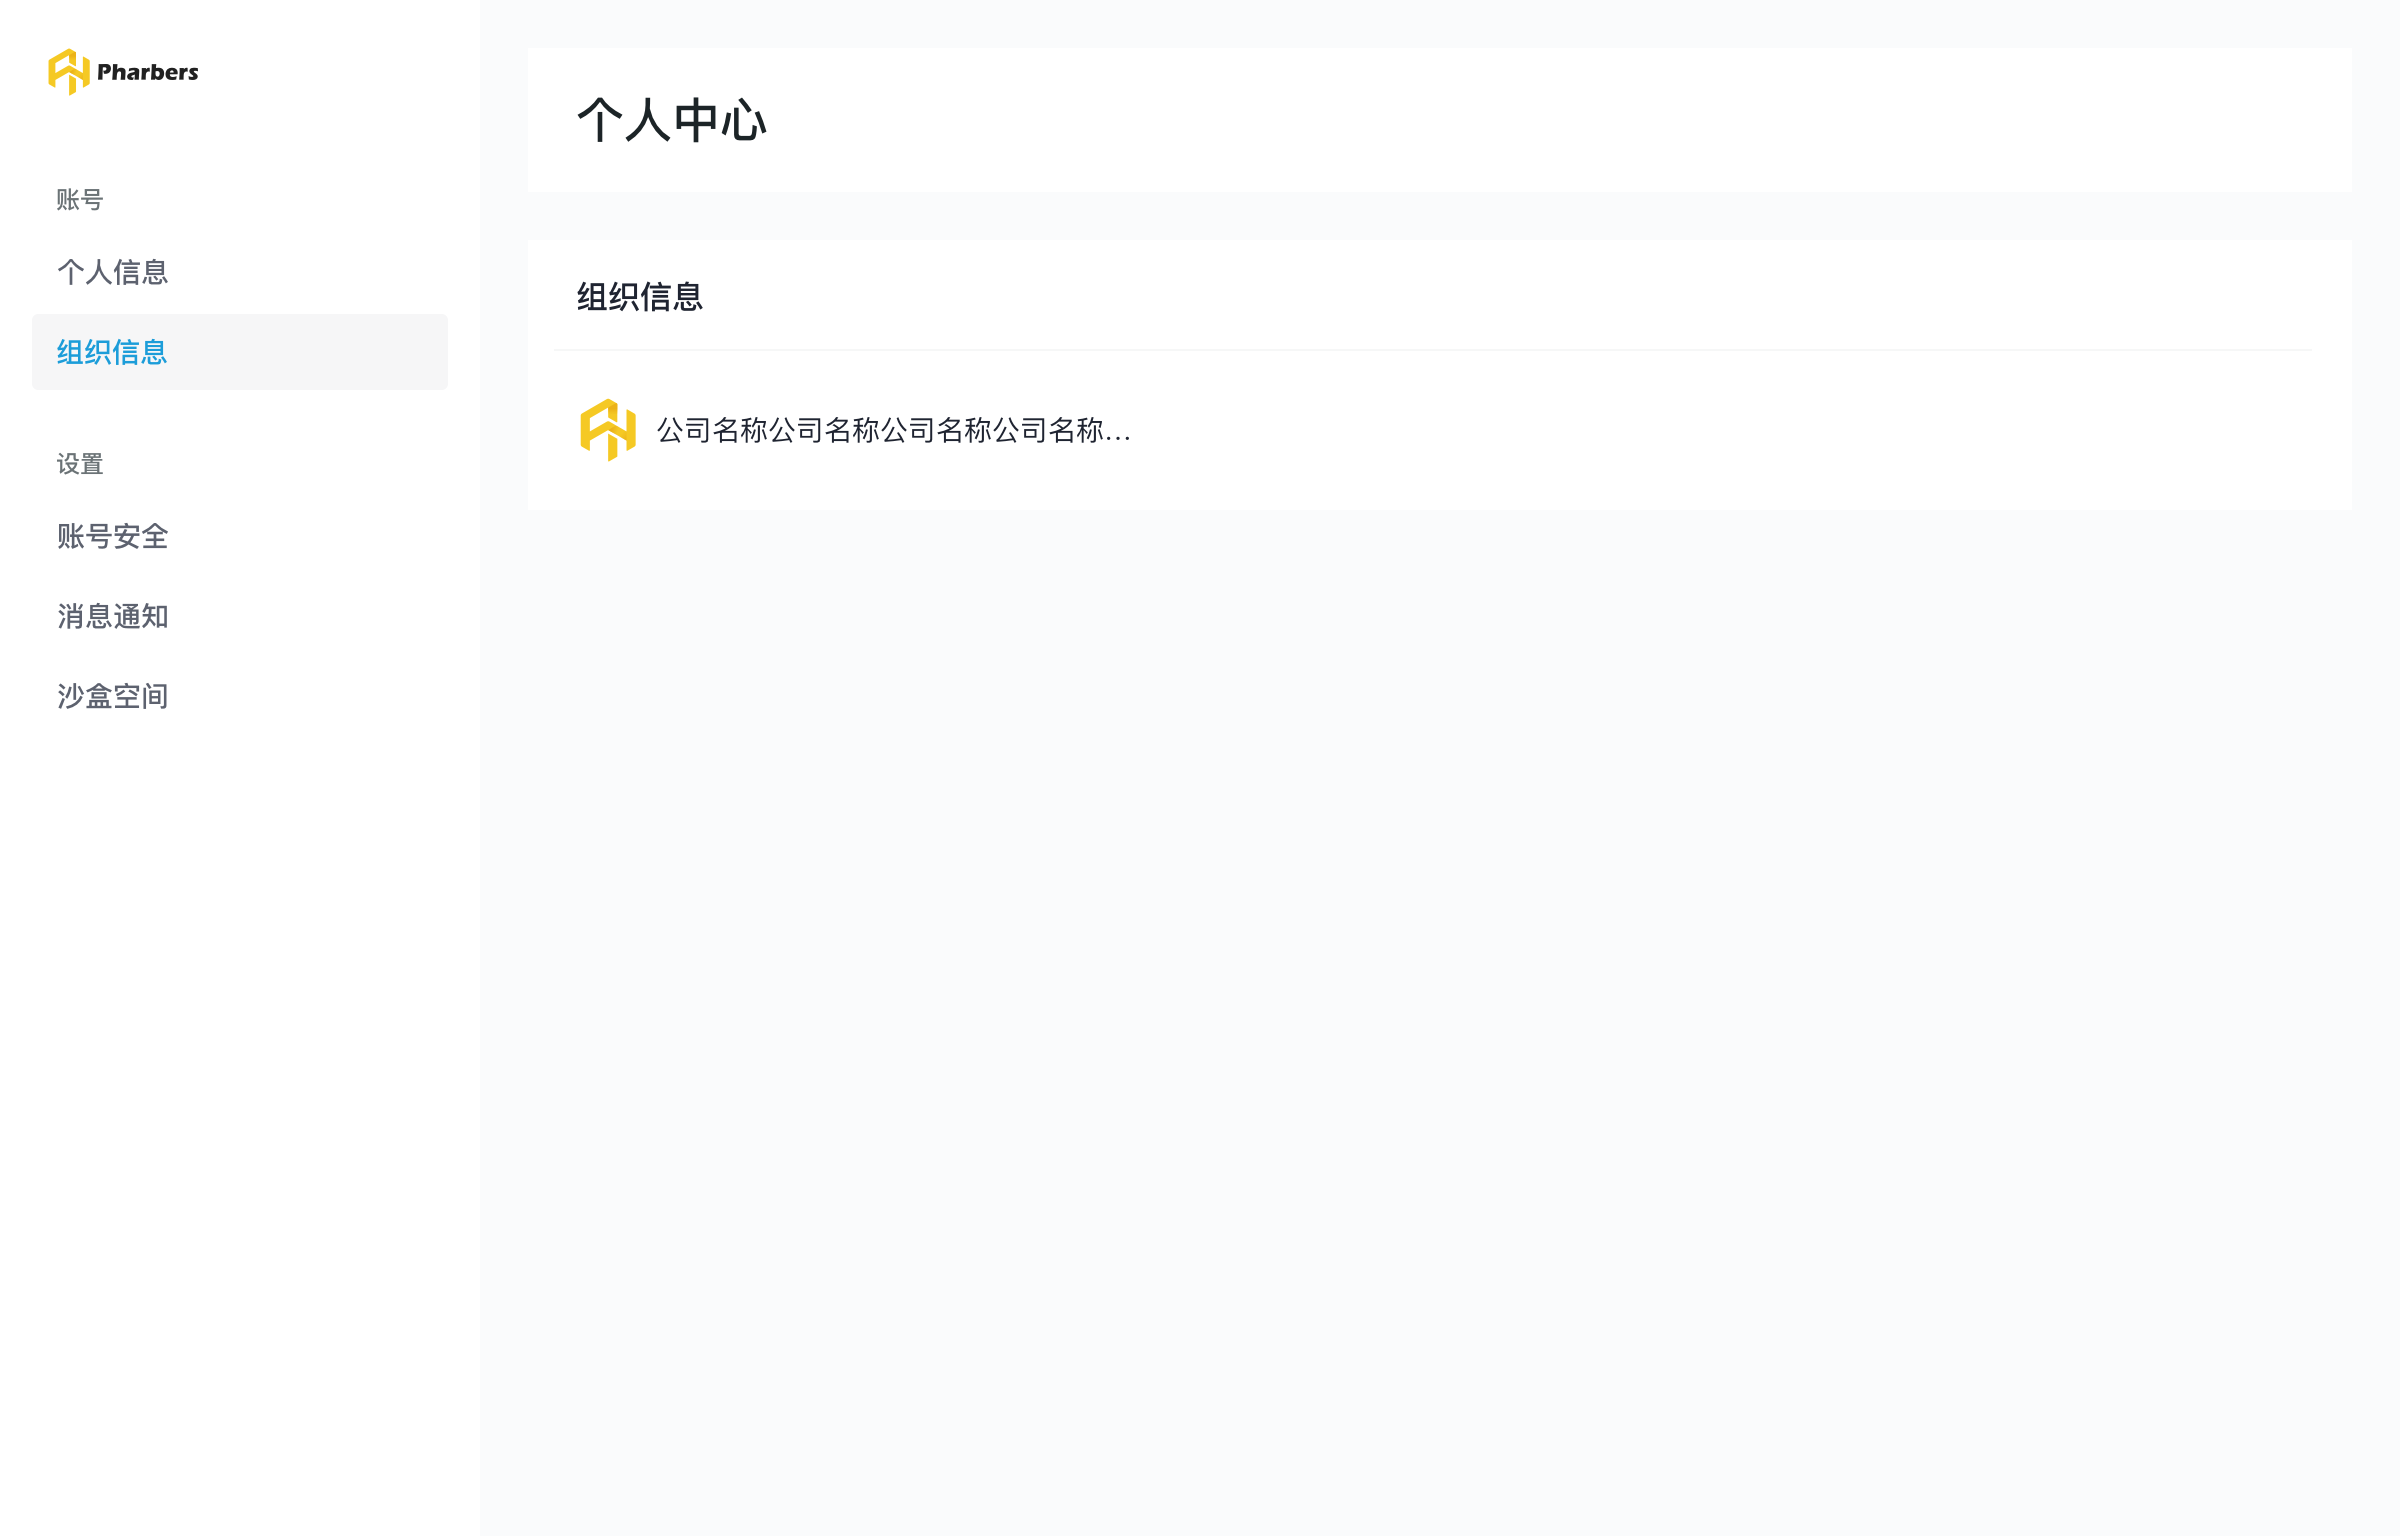 Pharbers
账号
个人信息
组织信息
设置
账号安全
消息通知
沙盒空间
个人中心
组织信息
公司名称公司名称公司名称公司名称...